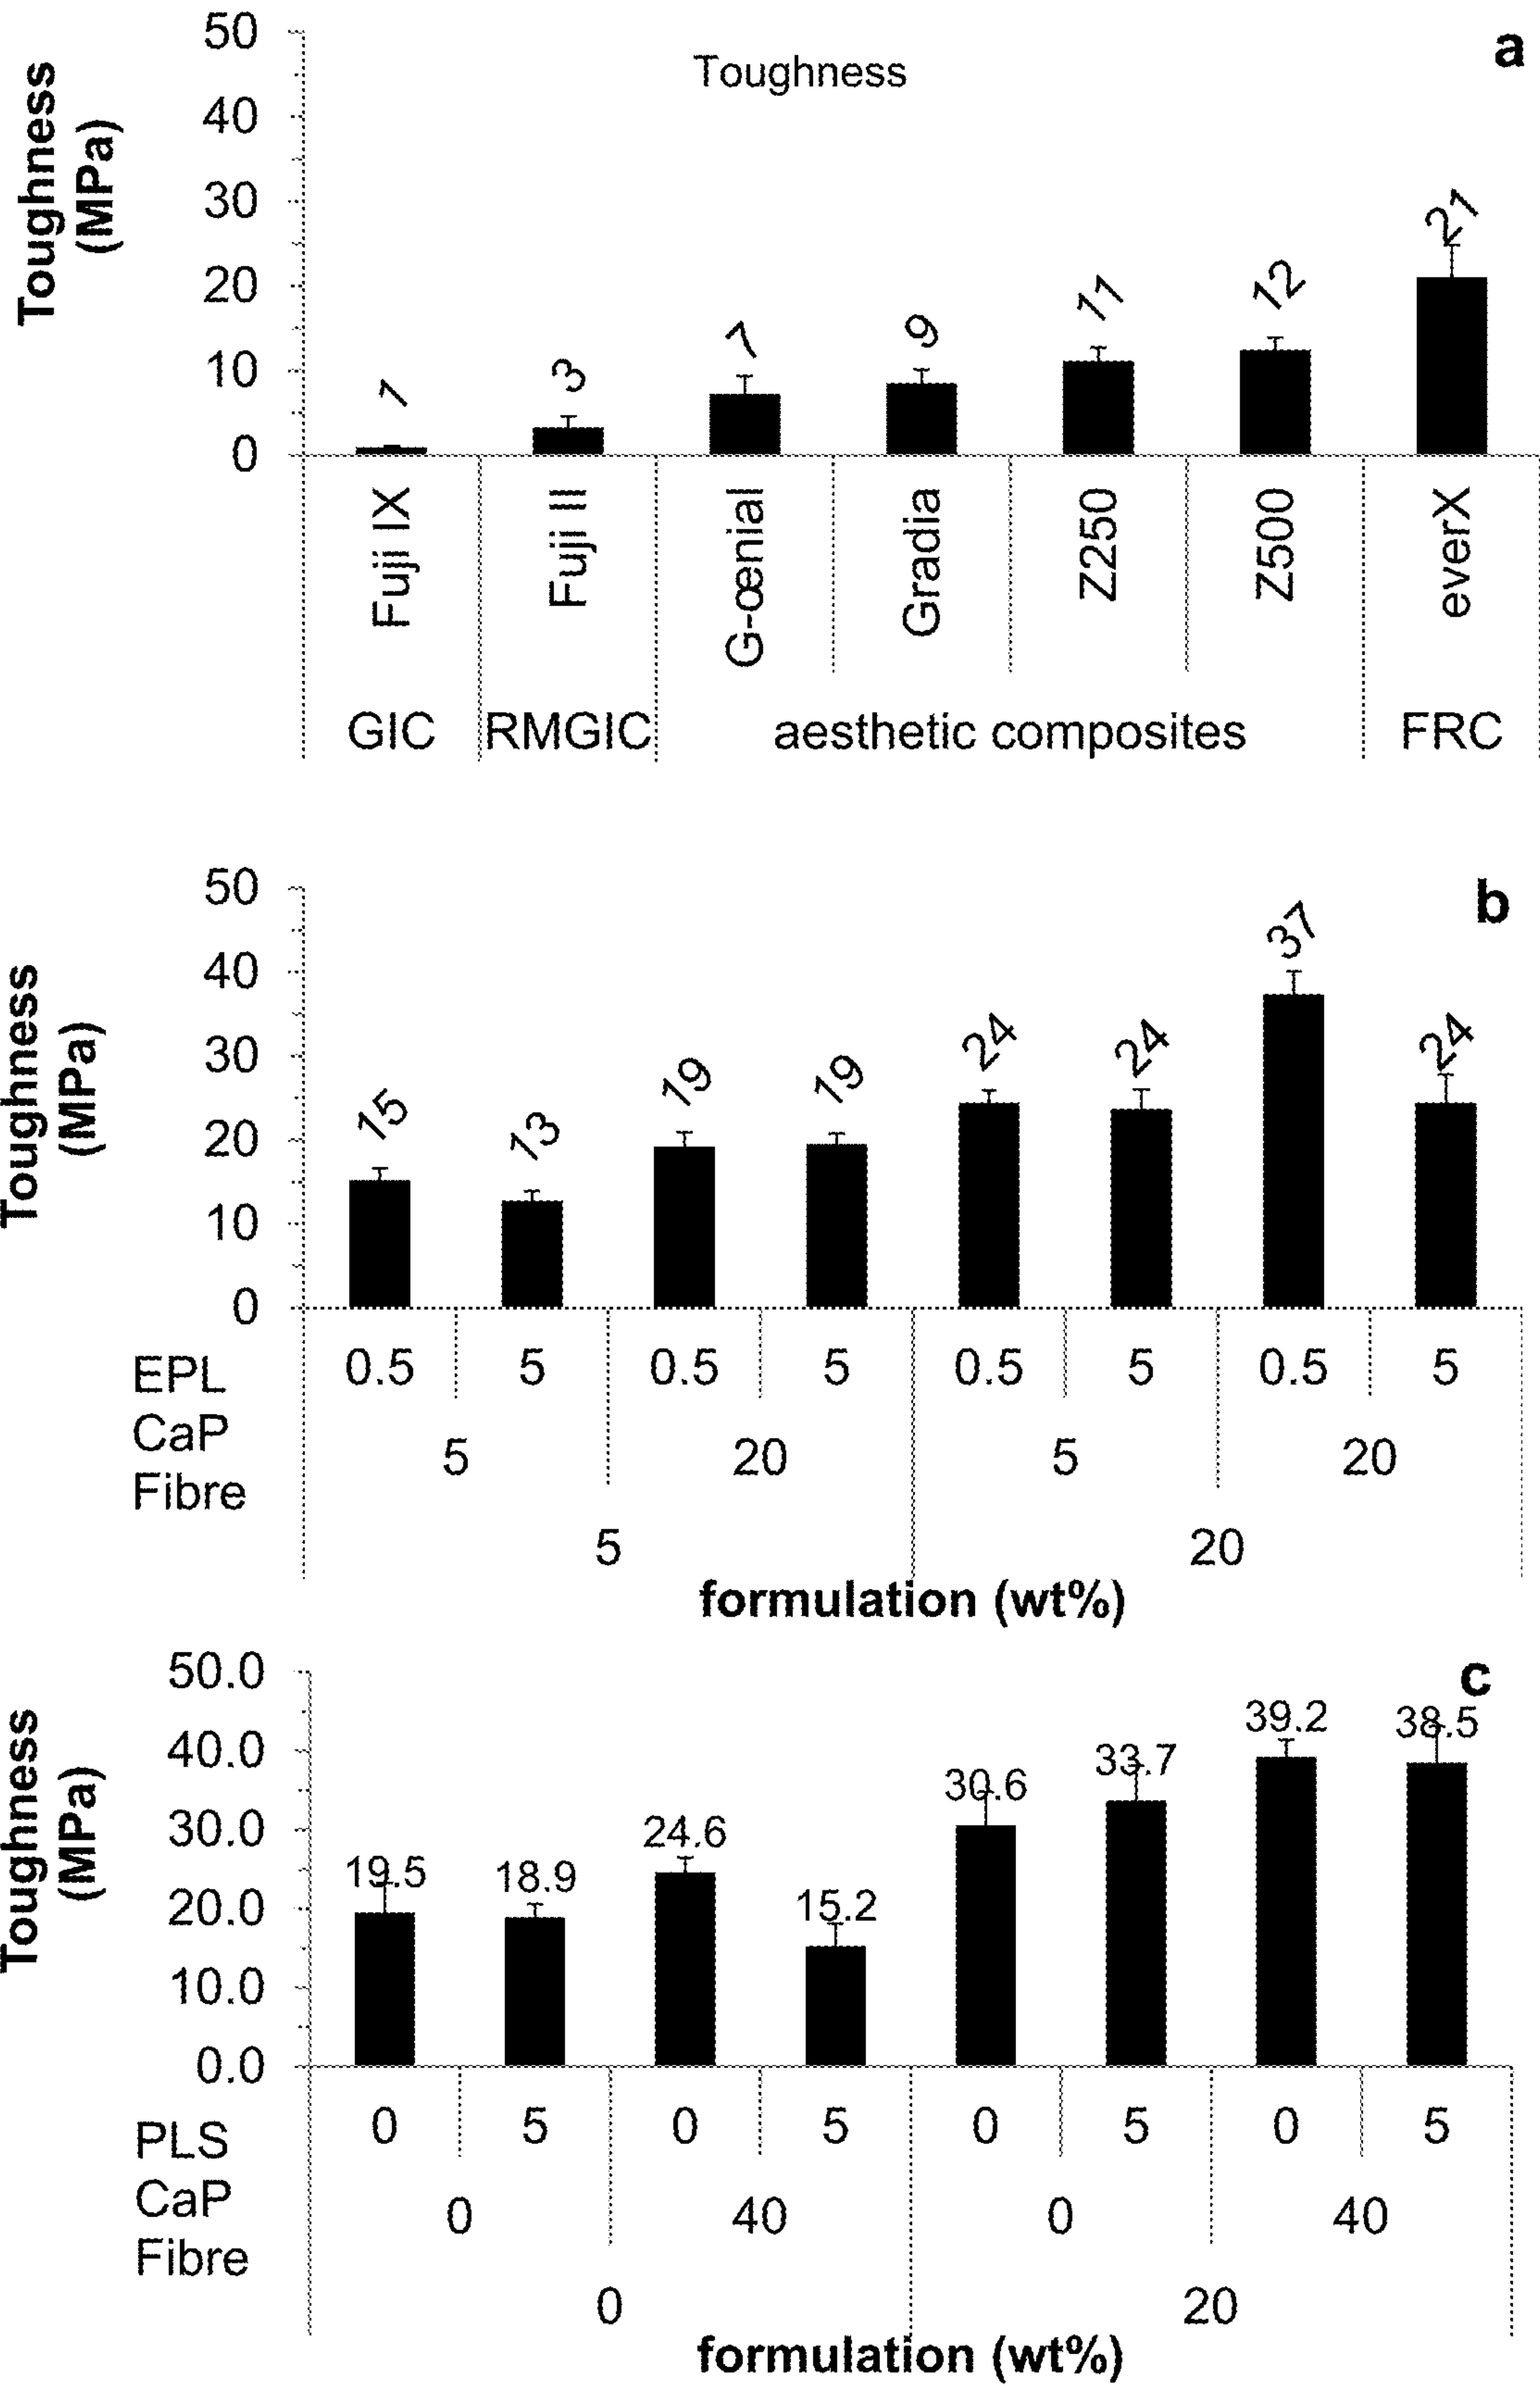 a
Toughness
Toughness
(MPa)
50
40
30
20
10
0
1
3
7
9
11
12
21
Fuji IX
Fuji II
G-œnial
Gradia
Z250
Z500
everX
GIC
RMGIC
aesthetic composites
FRC
b
Toughness
(MPa)
50
40
30
20
10
0
15
13
19
19
24
24
37
24
EPL 0.5 5 0.5 5 0.5 5 0.5 5
CaP 5 20 5 20
Fibre 5 20
formulation (wt%)
c
Toughness
(MPa)
50.0
40.0
30.0
20.0
10.0
0.0
19.5
18.9
24.6
15.2
30.6
33.7
39.2
38.5
PLS 0 5 0 5 0 5 0 5
CaP 0 40 0 40
Fibre 0 20
formulation (wt%)